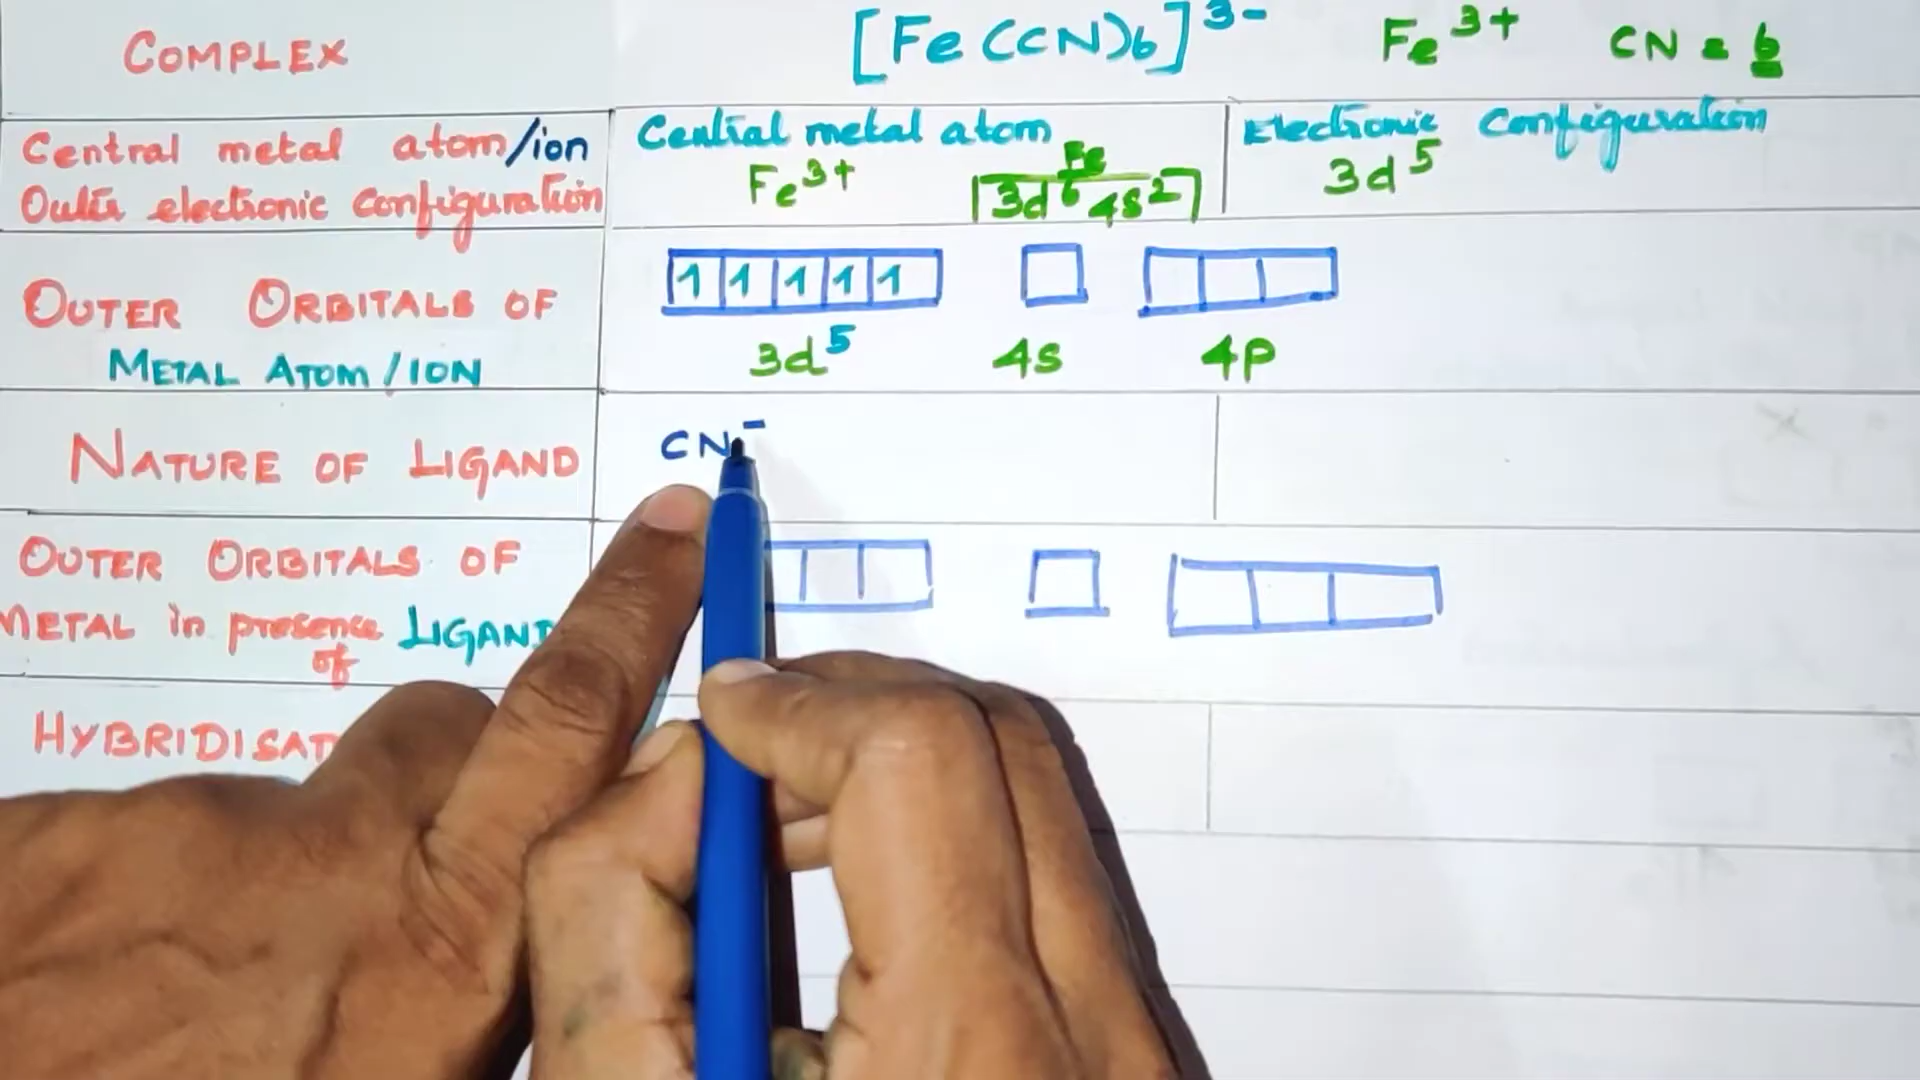 COMPLEX
[Fe(CN)6]3- Fe3+ CN = 6
Central metal atom/ion
Outer electronic configuration
Central metal atom
Fe3+
Fe
3d6 4s2
Electronic Configuration
3d5
OUTER ORBITALS OF
METAL ATOM/ION
1 1 1 1 1
3d5 4s 4p
NATURE OF LIGAND
CN-
OUTER ORBITALS OF
METAL in presence of LIGAND
HYBRIDISAT